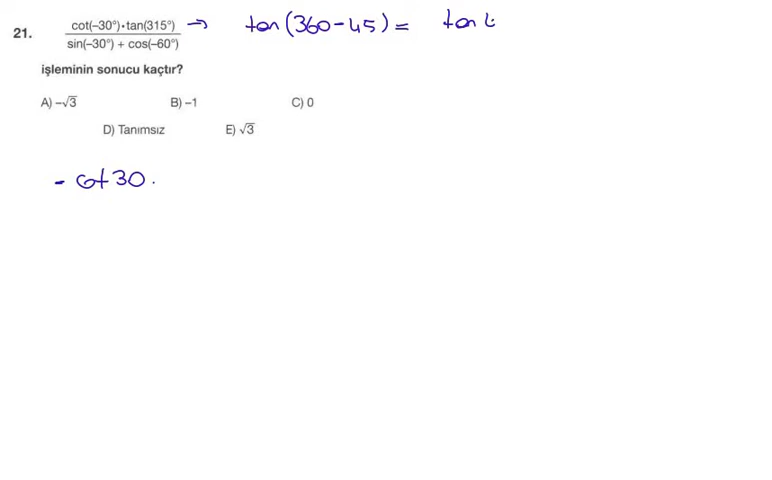 21. cot(–30°)·tan(315°) → tan(360-45) = tan
sin(–30°) + cos(–60°)
işleminin sonucu kaçtır?
A) –√3 B) –1 C) 0
D) Tanımsız E) √3
- cot30.